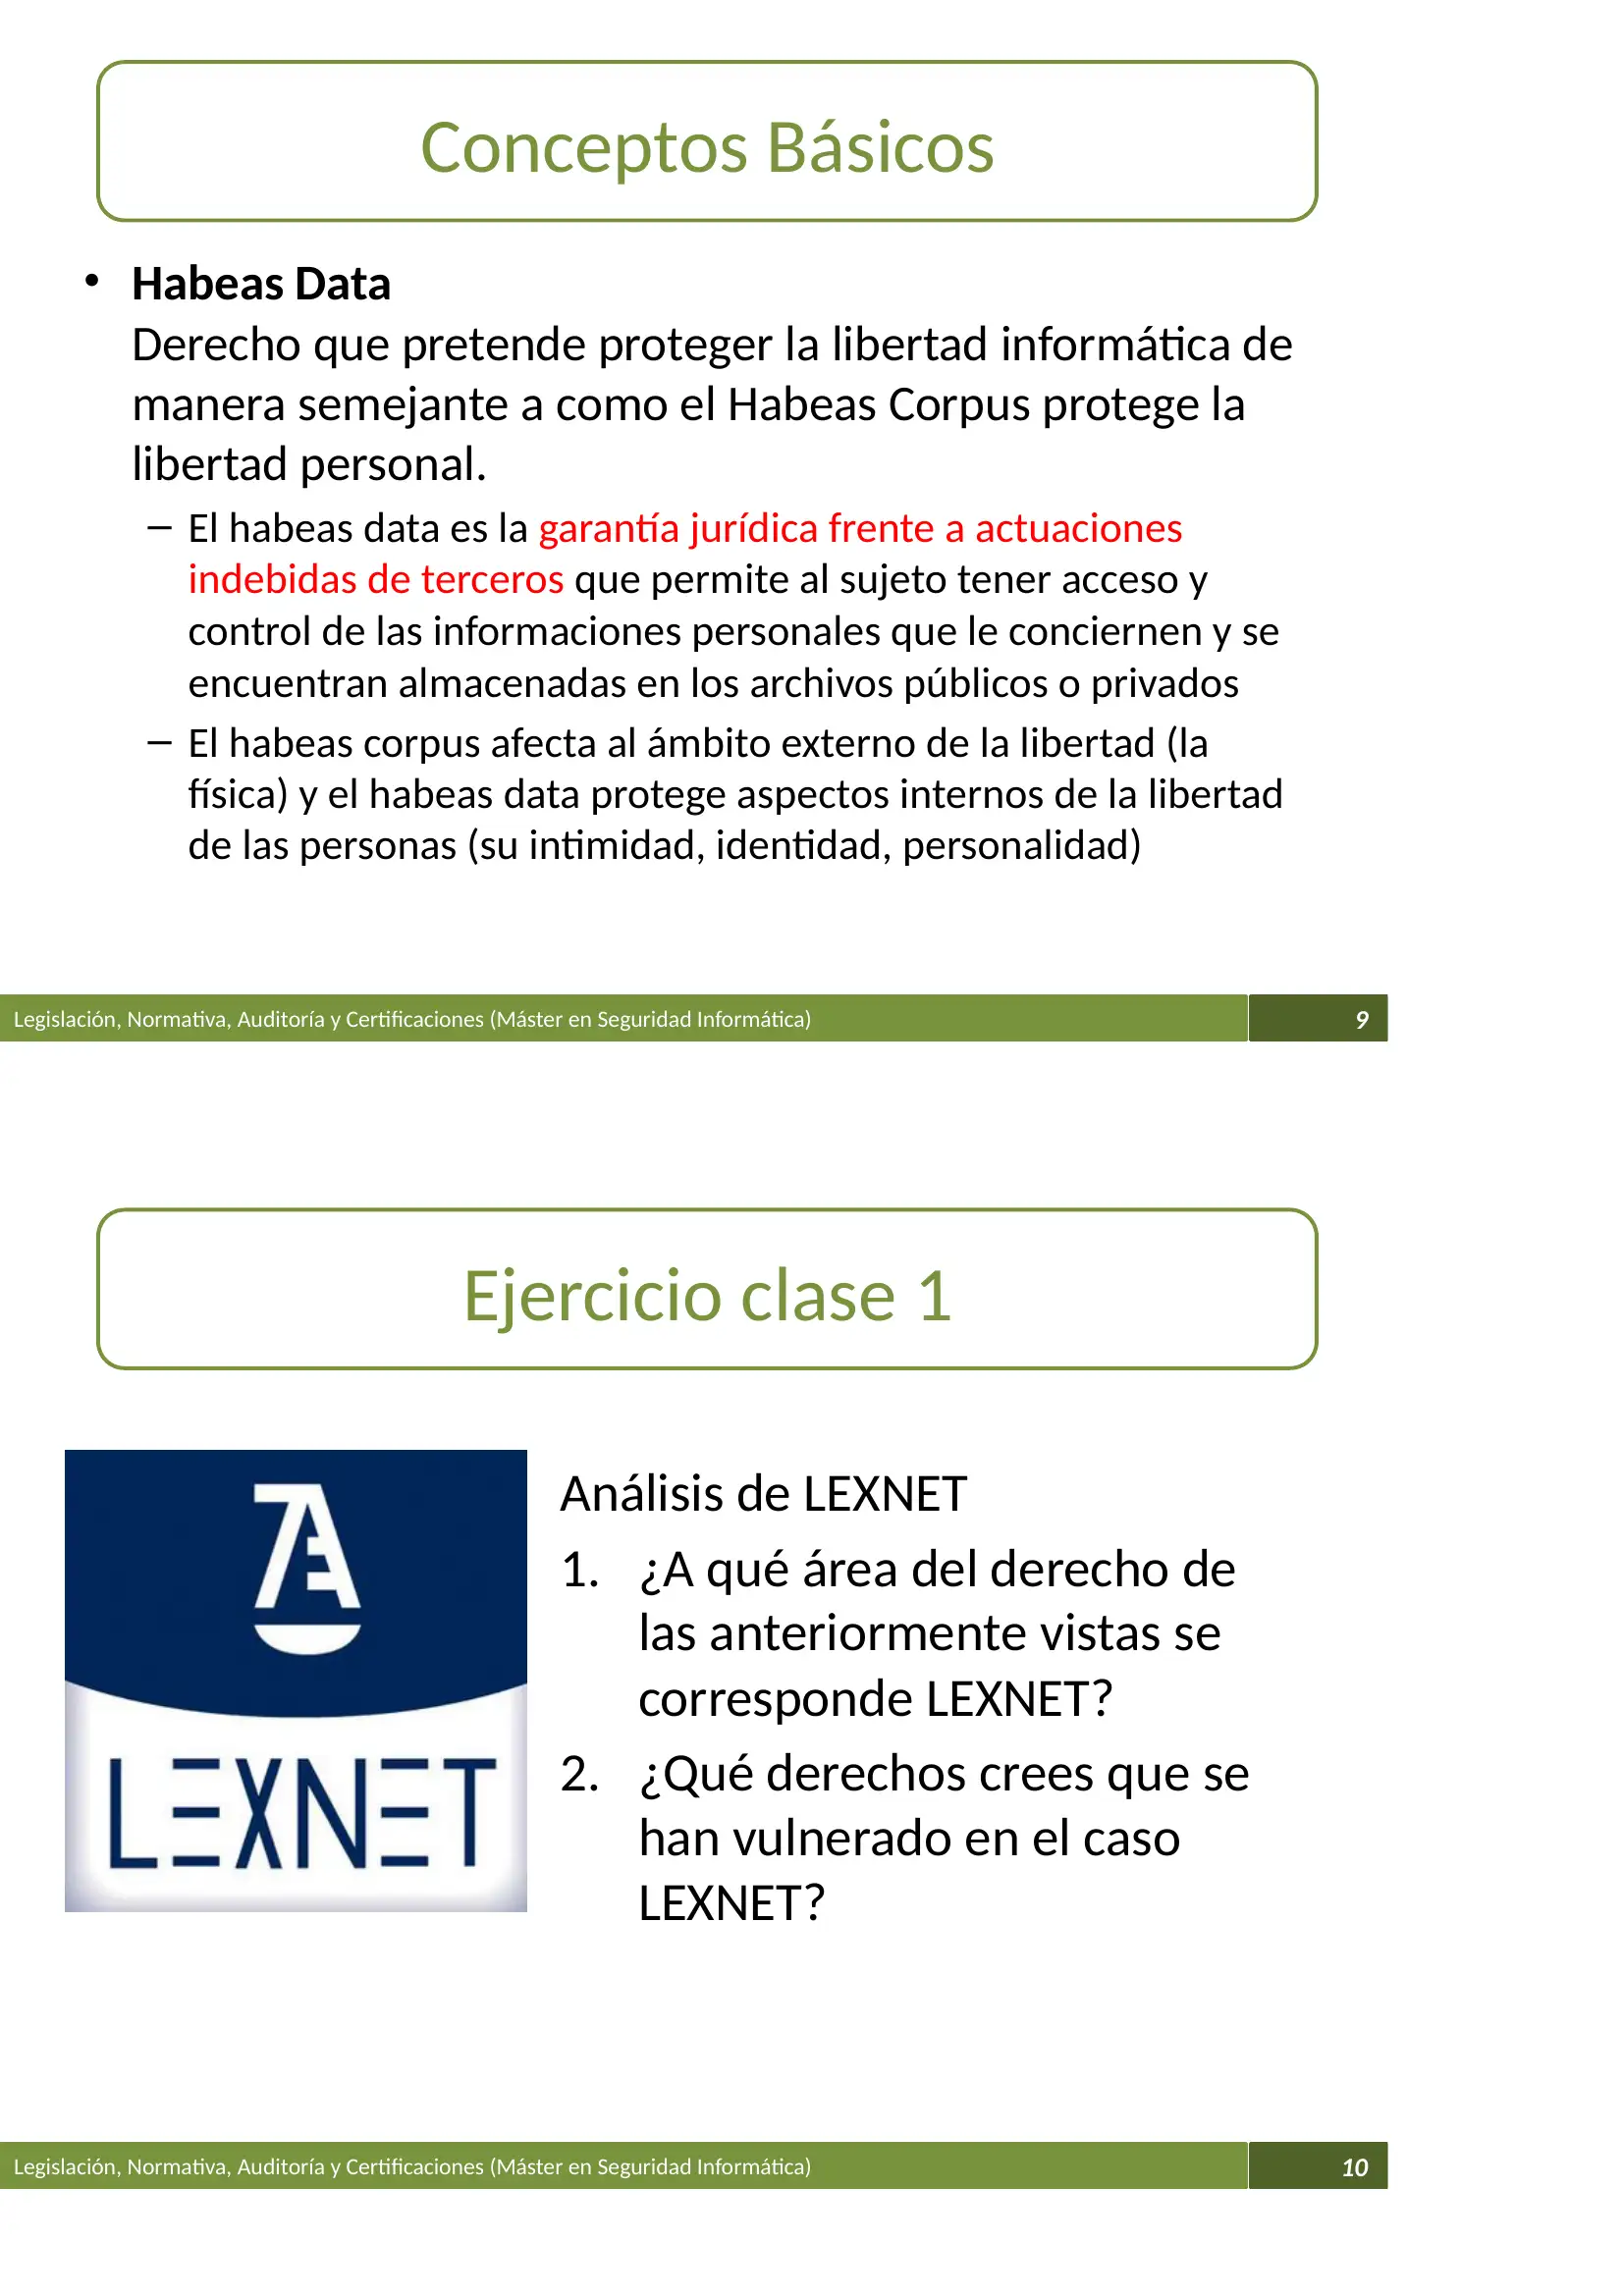 Conceptos Básicos
• Habeas Data
Derecho que pretende proteger la libertad informática de
manera semejante a como el Habeas Corpus protege la
libertad personal.
– El habeas data es la garantía jurídica frente a actuaciones
indebidas de terceros que permite al sujeto tener acceso y
control de las informaciones personales que le conciernen y se
encuentran almacenadas en los archivos públicos o privados
– El habeas corpus afecta al ámbito externo de la libertad (la
física) y el habeas data protege aspectos internos de la libertad
de las personas (su intimidad, identidad, personalidad)
Legislación, Normativa, Auditoría y Certificaciones (Máster en Seguridad Informática) 9
Ejercicio clase 1
LEXNET
Análisis de LEXNET
1. ¿A qué área del derecho de
las anteriormente vistas se
corresponde LEXNET?
2. ¿Qué derechos crees que se
han vulnerado en el caso
LEXNET?
Legislación, Normativa, Auditoría y Certificaciones (Máster en Seguridad Informática) 10